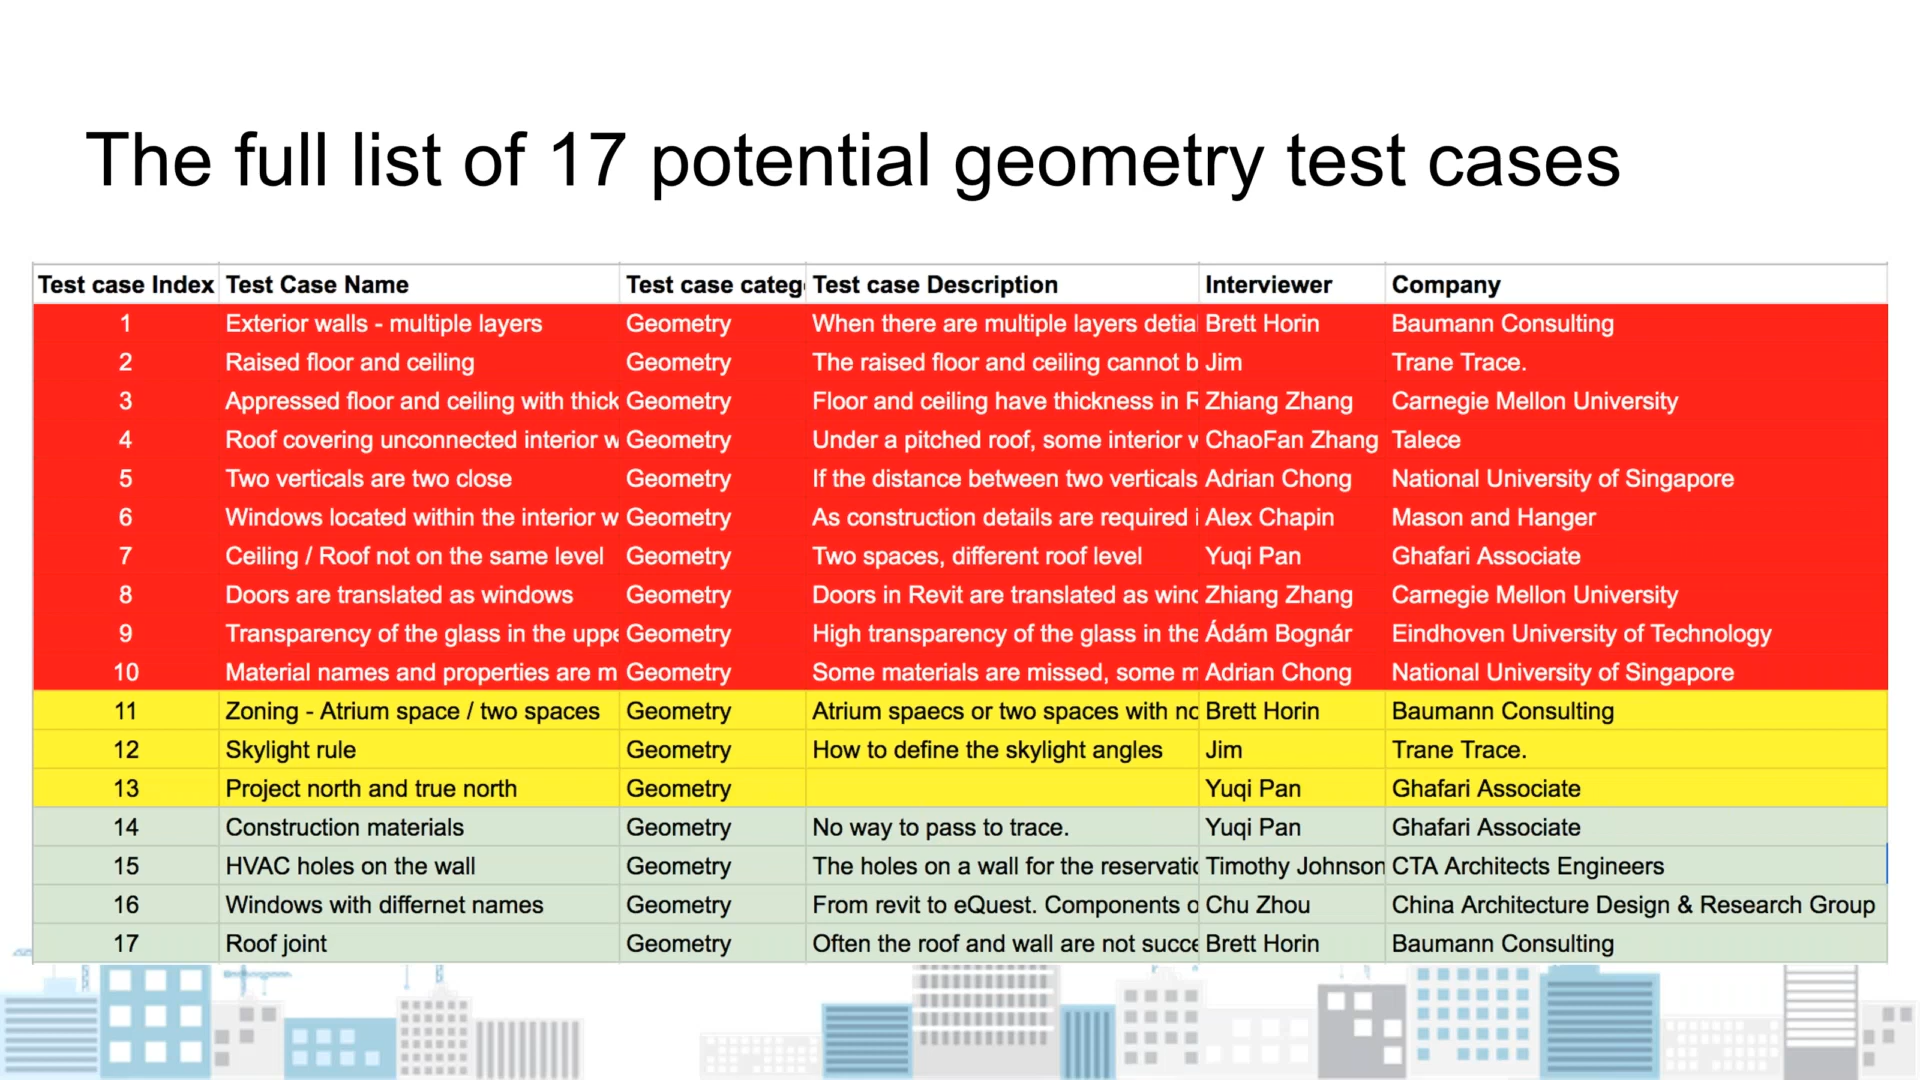 The full list of 17 potential geometry test cases
Test case Index Test Case Name Test case categ Test case Description Interviewer Company
1 Exterior walls - multiple layers Geometry When there are multiple layers detia Brett Horin Baumann Consulting
2 Raised floor and ceiling Geometry The raised floor and ceiling cannot b Jim Trane Trace.
3 Appressed floor and ceiling with thick Geometry Floor and ceiling have thickness in R Zhiang Zhang Carnegie Mellon University
4 Roof covering unconnected interior w Geometry Under a pitched roof, some interior w ChaoFan Zhang Talece
5 Two verticals are two close Geometry If the distance between two verticals Adrian Chong National University of Singapore
6 Windows located within the interior w Geometry As construction details are required i Alex Chapin Mason and Hanger
7 Ceiling / Roof not on the same level Geometry Two spaces, different roof level Yuqi Pan Ghafari Associate
8 Doors are translated as windows Geometry Doors in Revit are translated as winc Zhiang Zhang Carnegie Mellon University
9 Transparency of the glass in the uppe Geometry High transparency of the glass in the Ádám Bognár Eindhoven University of Technology
10 Material names and properties are m Geometry Some materials are missed, some m Adrian Chong National University of Singapore
11 Zoning - Atrium space / two spaces Geometry Atrium spaecs or two spaces with no Brett Horin Baumann Consulting
12 Skylight rule Geometry How to define the skylight angles Jim Trane Trace.
13 Project north and true north Geometry Yuqi Pan Ghafari Associate
14 Construction materials Geometry No way to pass to trace. Yuqi Pan Ghafari Associate
15 HVAC holes on the wall Geometry The holes on a wall for the reservatio Timothy Johnson CTA Architects Engineers
16 Windows with differnet names Geometry From revit to eQuest. Components o Chu Zhou China Architecture Design & Research Group
17 Roof joint Geometry Often the roof and wall are not succe Brett Horin Baumann Consulting